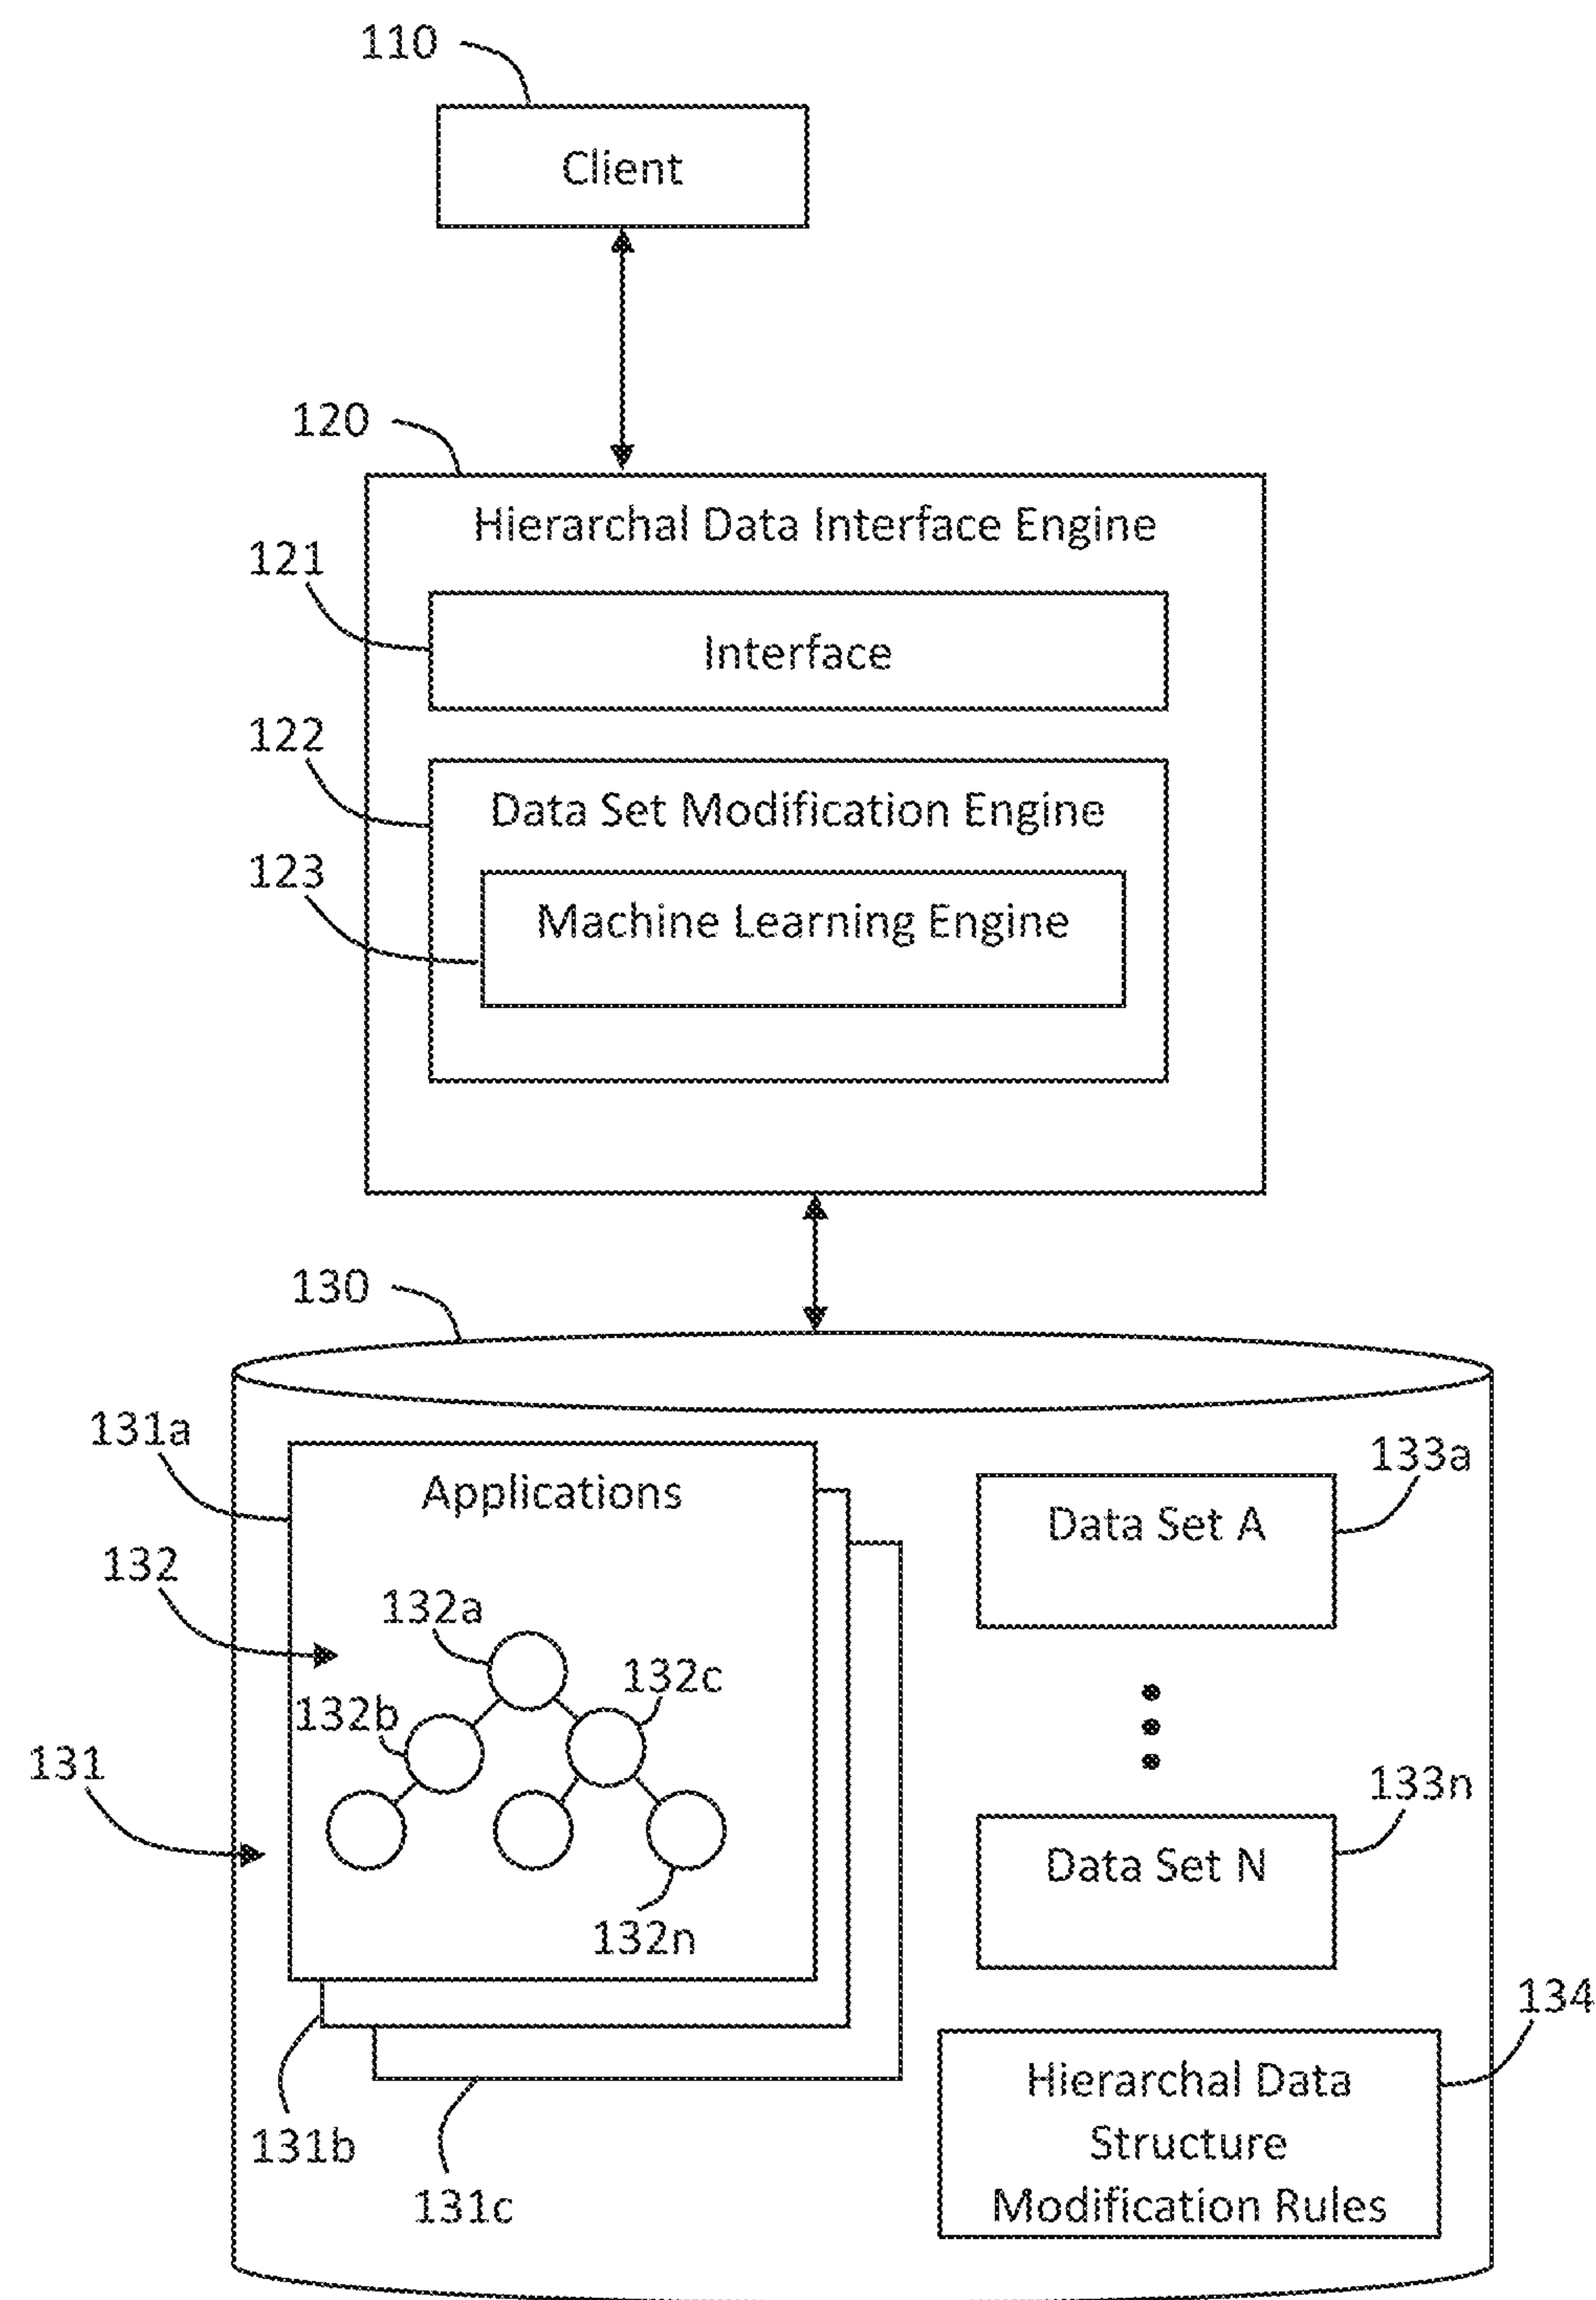 110
Client
120
Hierarchal Data Interface Engine
121
Interface
122
Data Set Modification Engine
123
Machine Learning Engine
130
131a
Applications
133a
Data Set A
132
132a
132c
132b
131
133n
Data Set N
132n
134
Hierarchal Data
Structure
Modification Rules
131b
131c